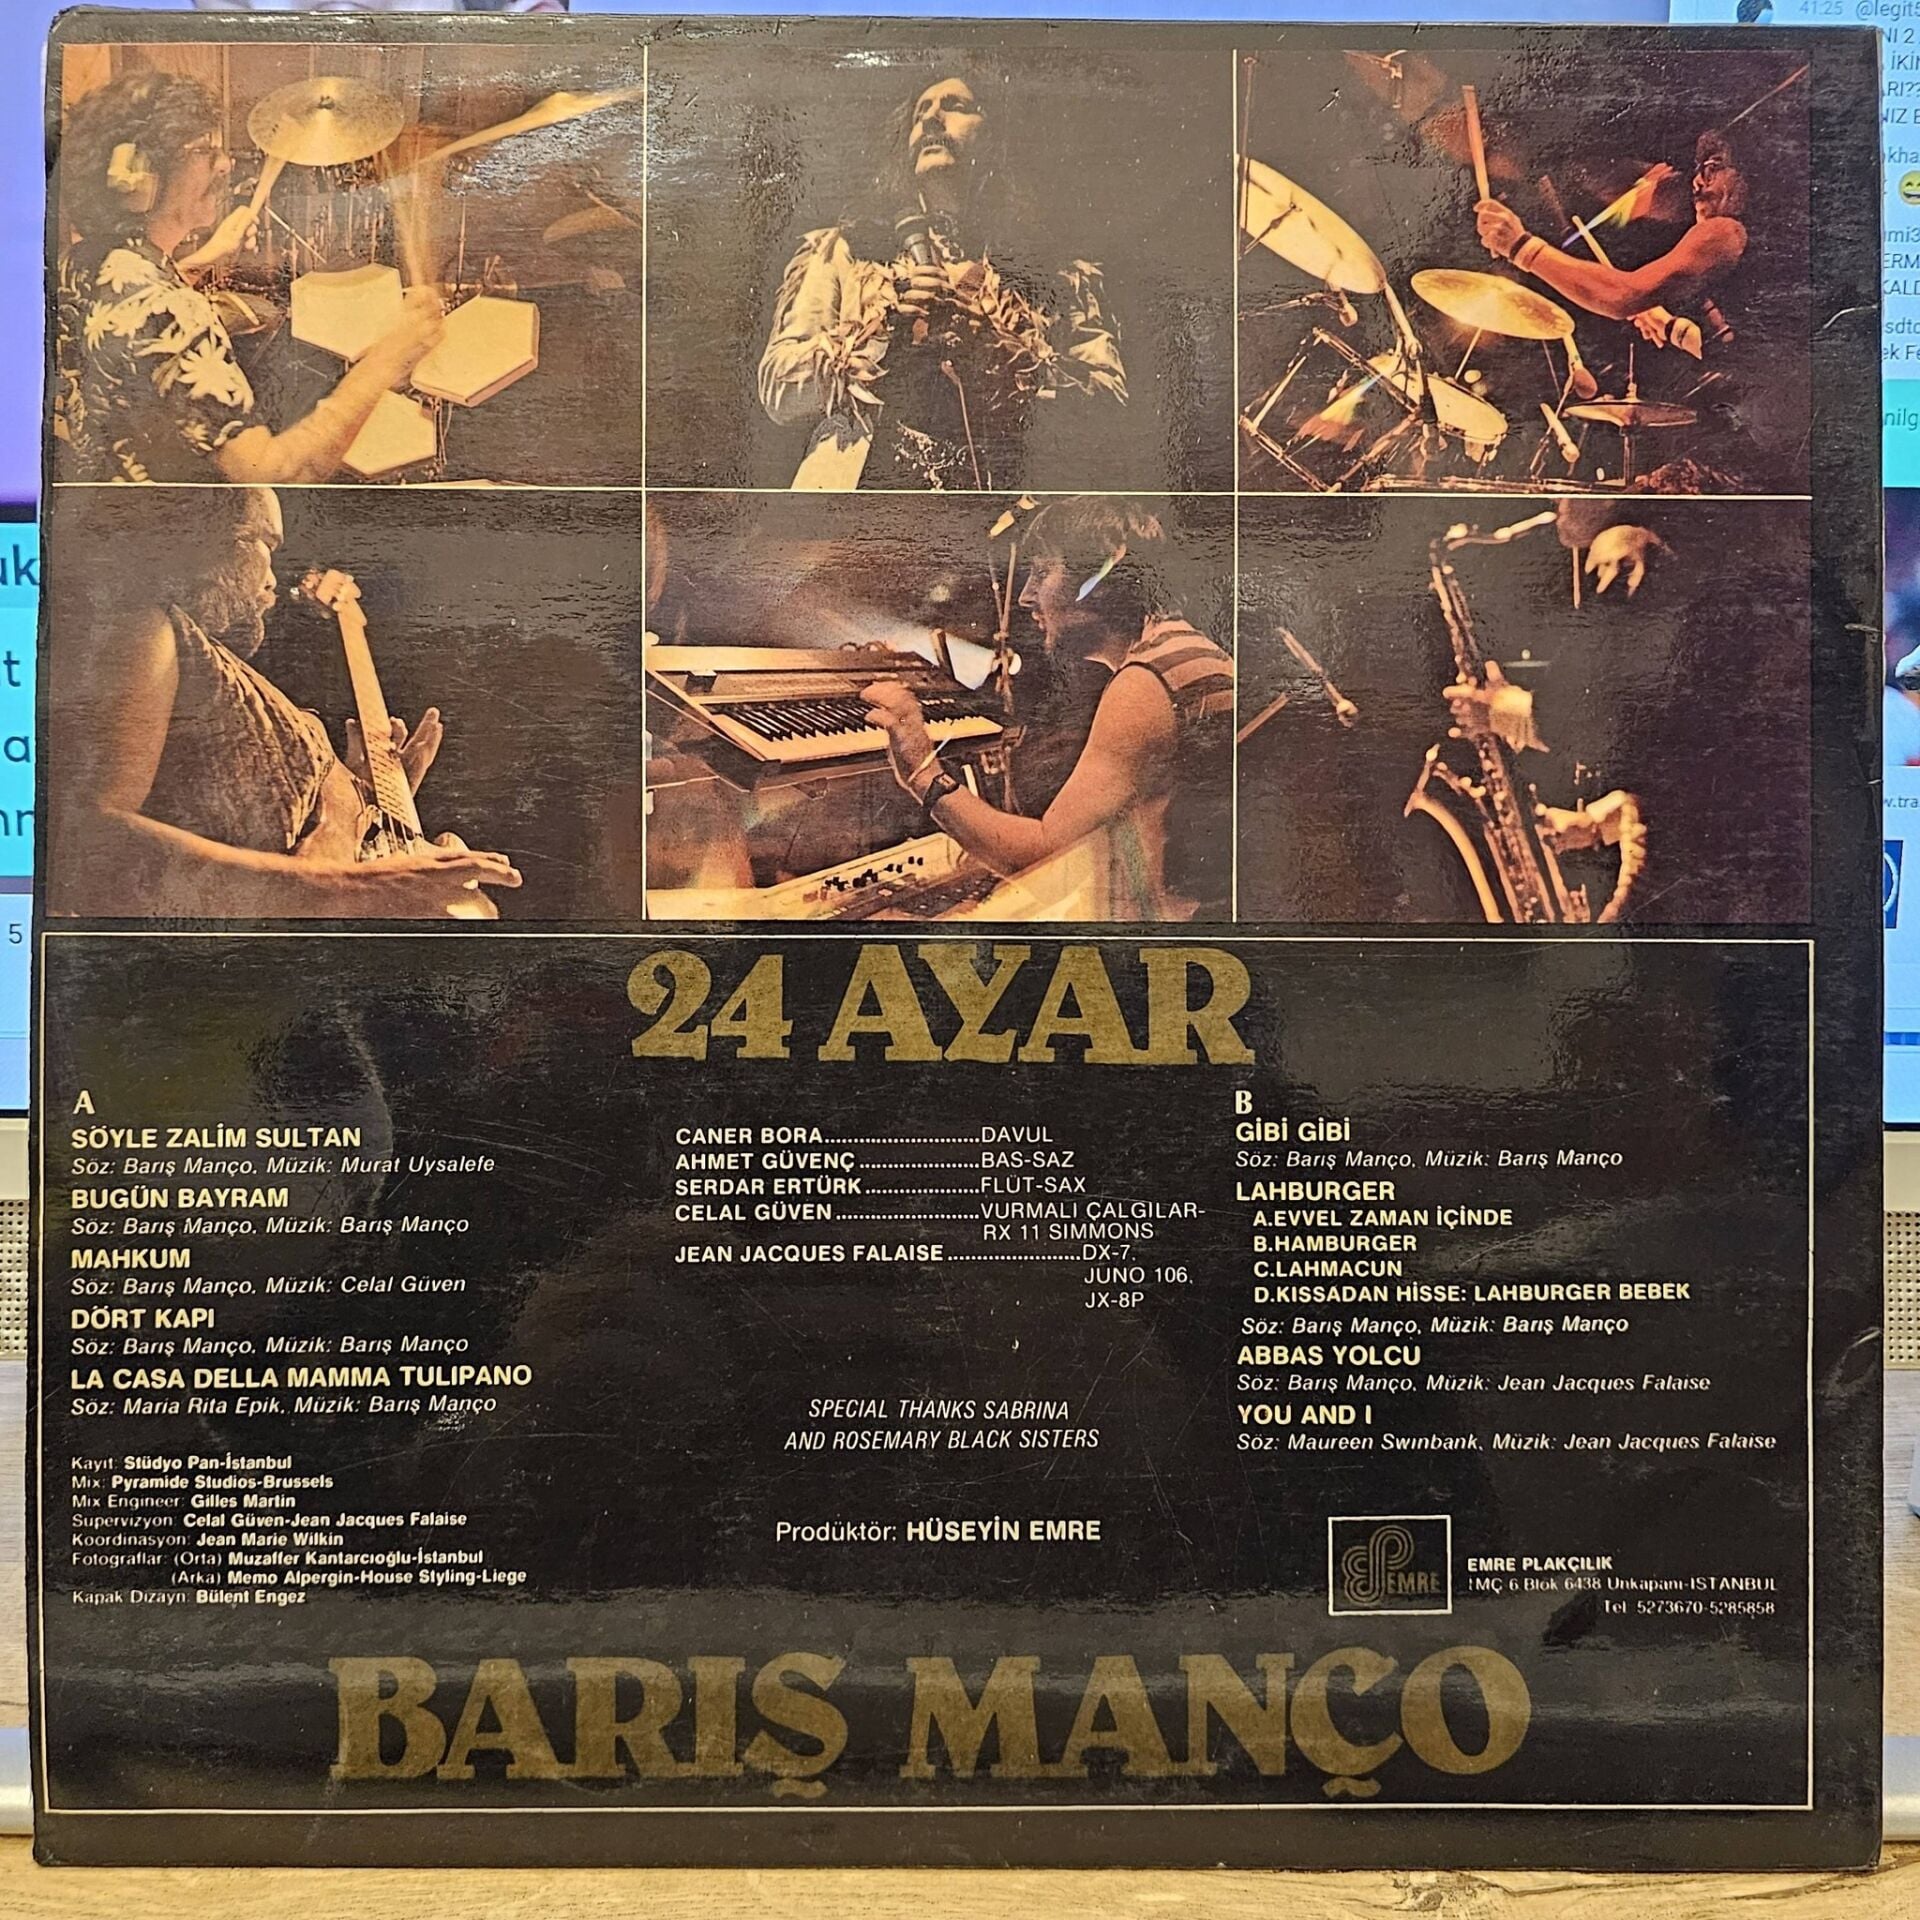 24 AYAR
A
SÖYLE ZALİM SULTAN
Söz: Barış Manço, Müzik: Murat Uysalefe
BUGÜN BAYRAM
Söz: Barış Manço, Müzik: Barış Manço
MAHKUM
Söz: Barış Manço, Müzik: Celal Güven
DÖRT KAPI
Söz: Barış Manço, Müzik: Barış Manço
LA CASA DELLA MAMMA TULIPANO
Söz: Maria Rita Epik, Müzik: Barış Manço
Kayıt: Stüdyo Pan-İstanbul
Mix: Pyramide Studios-Brussels
Mix Engineer: Gilles Martin
Supervizyon: Celal Güven-Jean Jacques Falaise
Koordinasyon: Jean Marie Wilkin
Fotoğraflar: (Orta) Muzaffer Kantarcıoğlu-İstanbul
(Arka) Memo Alpergin-House Styling-Liege
Kapak Dizayn: Bülent Engez
CANER BORA..............................DAVUL
AHMET GÜVENÇ......................BAS-SAZ
SERDAR ERTÜRK.....................FLÜT-SAX
CELAL GÜVEN..........................VURMALI ÇALGILAR-
RX 11 SIMMONS
JEAN JACQUES FALAISE........................DX-7,
JUNO 106,
JX-8P
SPECIAL THANKS SABRINA
AND ROSEMARY BLACK SISTERS
Prodüktör: HÜSEYİN EMRE
B
GİBİ GİBİ
Söz: Barış Manço, Müzik: Barış Manço
LAHBURGER
A.EVVEL ZAMAN İÇİNDE
B.HAMBURGER
C.LAHMACUN
D.KISSADAN HİSSE: LAHBURGER BEBEK
Söz: Barış Manço, Müzik: Barış Manço
ABBAS YOLCU
Söz: Barış Manço, Müzik: Jean Jacques Falaise
YOU AND I
Söz: Maureen Swinbank, Müzik: Jean Jacques Falaise
EMRE
EMRE PLAKÇILIK
İMÇ 6 Blok 6438 Unkapanı-İSTANBUL
Tel 5273670-5285858
BARIŞ MANÇO
41:25 @legit5